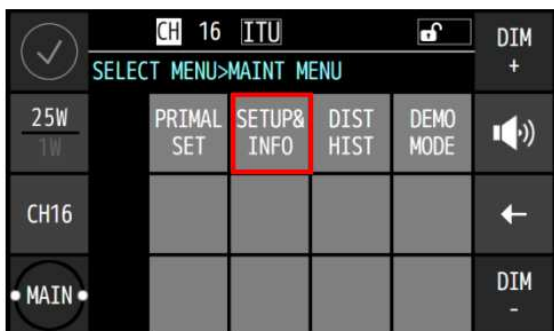 CH 16 ITU
DIM
+
SELECT MENU>MAINT MENU
25W
1W
PRIMAL
SET
SETUP&
INFO
DIST
HIST
DEMO
MODE
CH16
MAIN
DIM
-